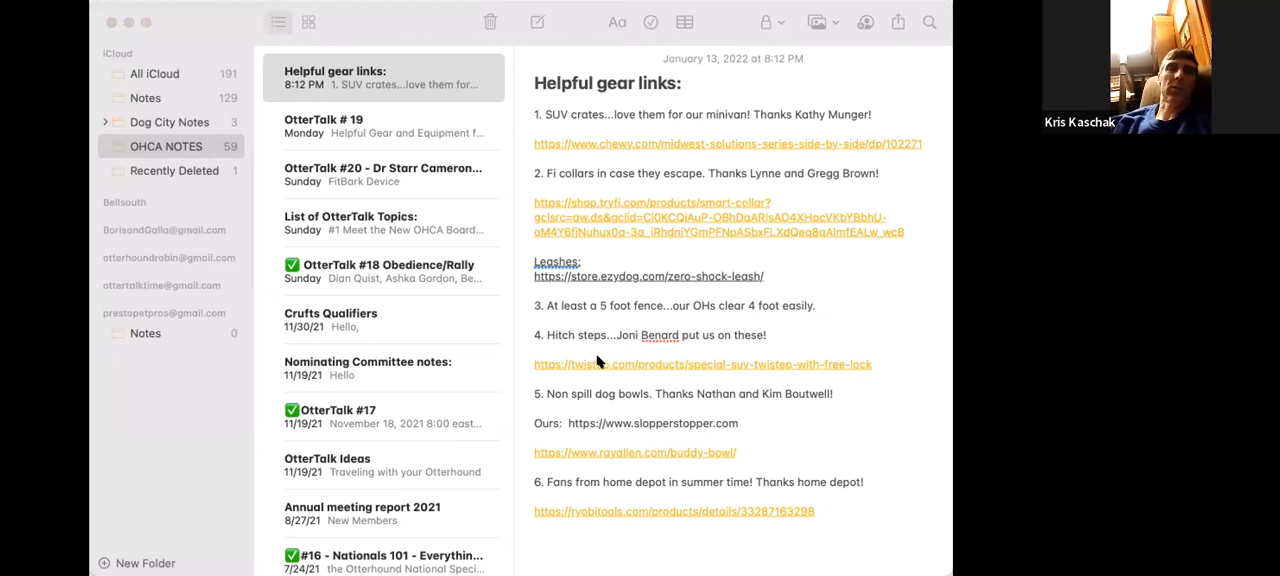 Aa
iCloud
All iCloud 191
Notes 129
Dog City Notes 3
OHCA NOTES 59
Recently Deleted 1
Bellsouth
BorisandGalla@gmail.com
otterhoundrobin@gmail.com
ottertalktime@gmail.com
prestopetpros@gmail.com
Notes 0
New Folder
Helpful gear links:
8:12 PM 1. SUV crates...love them for...
OtterTalk # 19
Monday Helpful Gear and Equipment f...
OtterTalk #20 - Dr Starr Cameron...
Sunday FitBark Device
List of OtterTalk Topics:
Sunday #1 Meet the New OHCA Board...
✅ OtterTalk #18 Obedience/Rally
Sunday Dian Quist, Ashka Gordon, Be...
Crufts Qualifiers
11/30/21 Hello,
Nominating Committee notes:
11/19/21 Hello
✅OtterTalk #17
11/19/21 November 18, 2021 8:00 east...
OtterTalk Ideas
11/19/21 Traveling with your Otterhound
Annual meeting report 2021
8/27/21 New Members
✅#16 - Nationals 101 - Everythin...
7/24/21 the Otterhound National Speci...
January 13, 2022 at 8:12 PM
Helpful gear links:
1. SUV crates...love them for our minivan! Thanks Kathy Munger!
https://www.chewy.com/midwest-solutions-series-side-by-side/dp/102271
2. Fi collars in case they escape. Thanks Lynne and Gregg Brown!
https://shop.tryfi.com/products/smart-collar?
Leashes:
https://store.ezydog.com/zero-shock-leash/
3. At least a 5 foot fence...our OHs clear 4 foot easily.
4. Hitch steps...Joni Benard put us on these!
5. Non spill dog bowls. Thanks Nathan and Kim Boutwell!
Ours: https://www.slopperstopper.com
https://www.rayallen.com/buddy-bowl/
6. Fans from home depot in summer time! Thanks home depot!
https://ryobitools.com/products/details/33287163298
Kris Kaschak